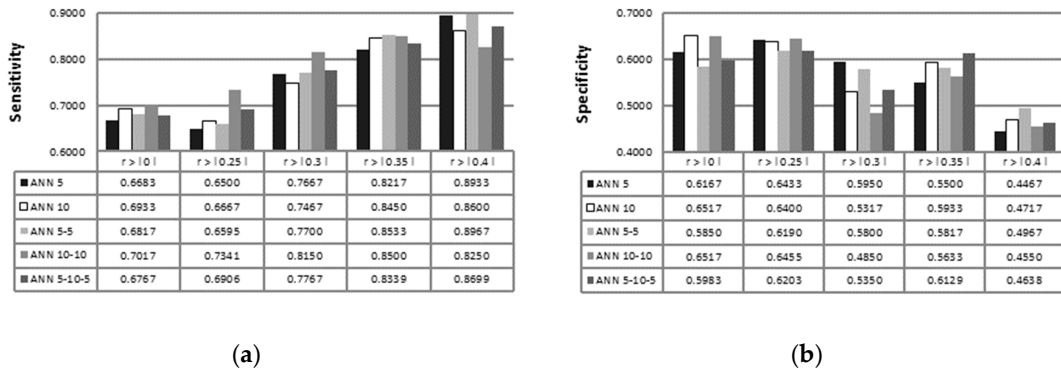 0.9000
0.8000
0.7000
0.6000
Sensitivity
r > | 0 | r > | 0.25 | r > | 0.3 | r > | 0.35 | r > | 0.4 |
ANN 5 0.6683 0.6500 0.7667 0.8217 0.8933
ANN 10 0.6933 0.6667 0.7467 0.8450 0.8600
ANN 5-5 0.6817 0.6595 0.7700 0.8533 0.8967
ANN 10-10 0.7017 0.7341 0.8150 0.8500 0.8250
ANN 5-10-5 0.6767 0.6906 0.7767 0.8339 0.8699
(a)
0.7000
0.6000
0.5000
0.4000
Specificity
r > | 0 | r > | 0.25 | r > | 0.3 | r > | 0.35 | r > | 0.4 |
ANN 5 0.6167 0.6433 0.5950 0.5500 0.4467
ANN 10 0.6517 0.6400 0.5317 0.5933 0.4717
ANN 5-5 0.5850 0.6190 0.5800 0.5817 0.4967
ANN 10-10 0.6517 0.6455 0.4850 0.5633 0.4550
ANN 5-10-5 0.5983 0.6203 0.5350 0.6129 0.4638
(b)